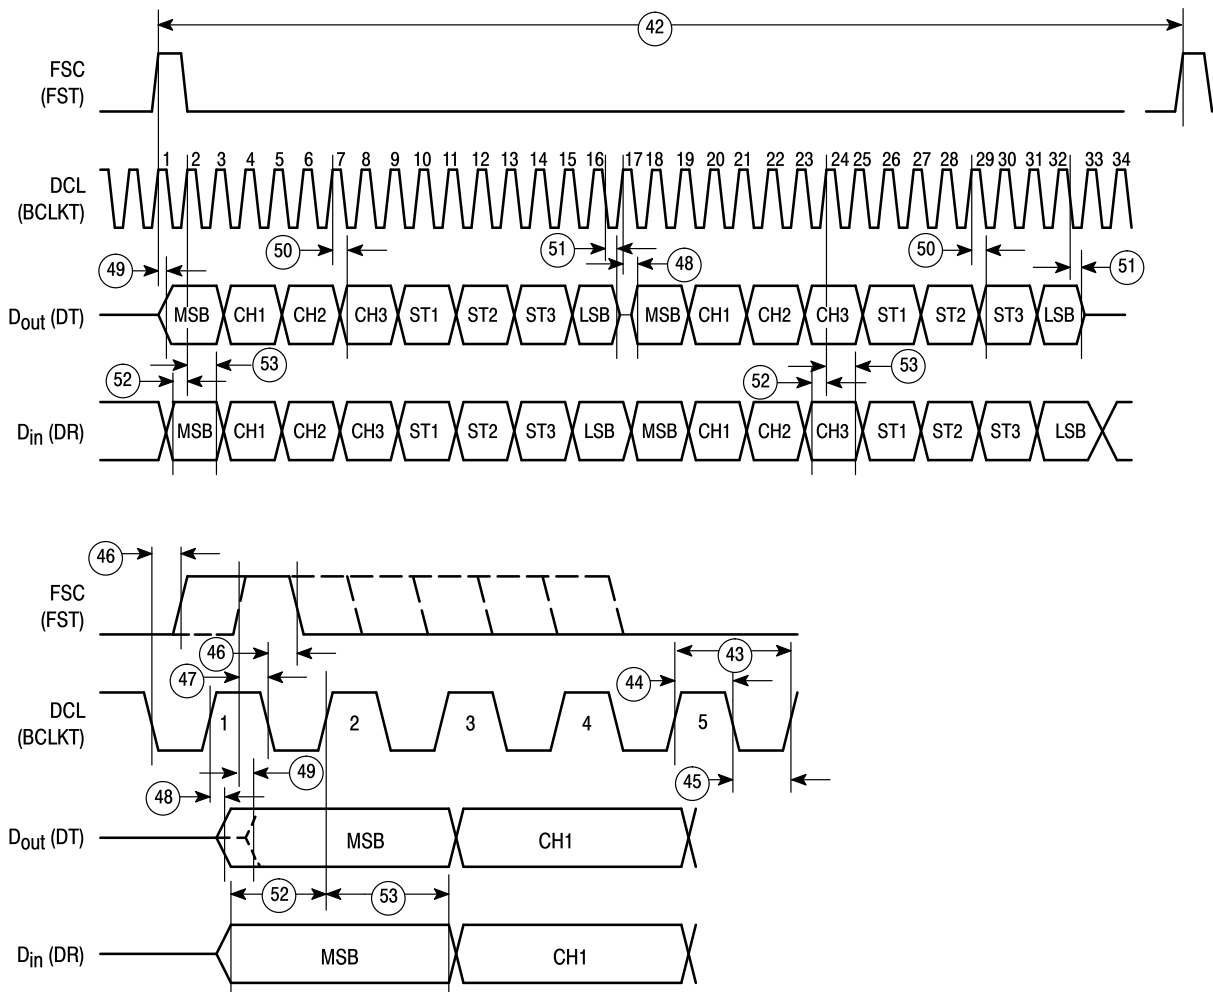 42
FSC
(FST)
1 2 3 4 5 6 7 8 9 10 11 12 13 14 15 16 17 18 19 20 21 22 23 24 25 26 27 28 29 30 31 32 33 34
DCL
(BCLKT)
50 51 50
49 48 51
Dout (DT) MSB CH1 CH2 CH3 ST1 ST2 ST3 LSB MSB CH1 CH2 CH3 ST1 ST2 ST3 LSB
53 53
52 52
Din (DR) MSB CH1 CH2 CH3 ST1 ST2 ST3 LSB MSB CH1 CH2 CH3 ST1 ST2 ST3 LSB
46
FSC
(FST)
46 43
47 44
DCL
(BCLKT)
1 2 3 4 5
49
48 45
Dout (DT) MSB CH1
52 53
Din (DR) MSB CH1